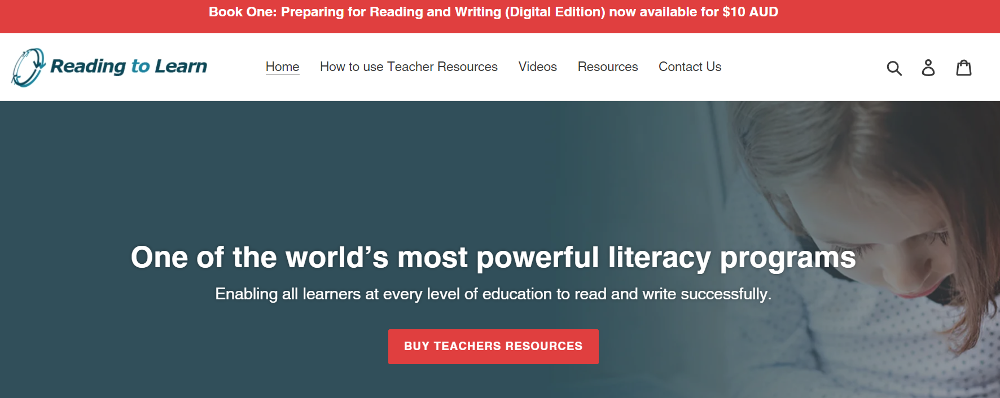 Book One: Preparing for Reading and Writing (Digital Edition) now available for $10 AUD
Reading to Learn
Home
How to use Teacher Resources
Videos
Resources
Contact Us
One of the world’s most powerful literacy programs
Enabling all learners at every level of education to read and write successfully.
BUY TEACHERS RESOURCES